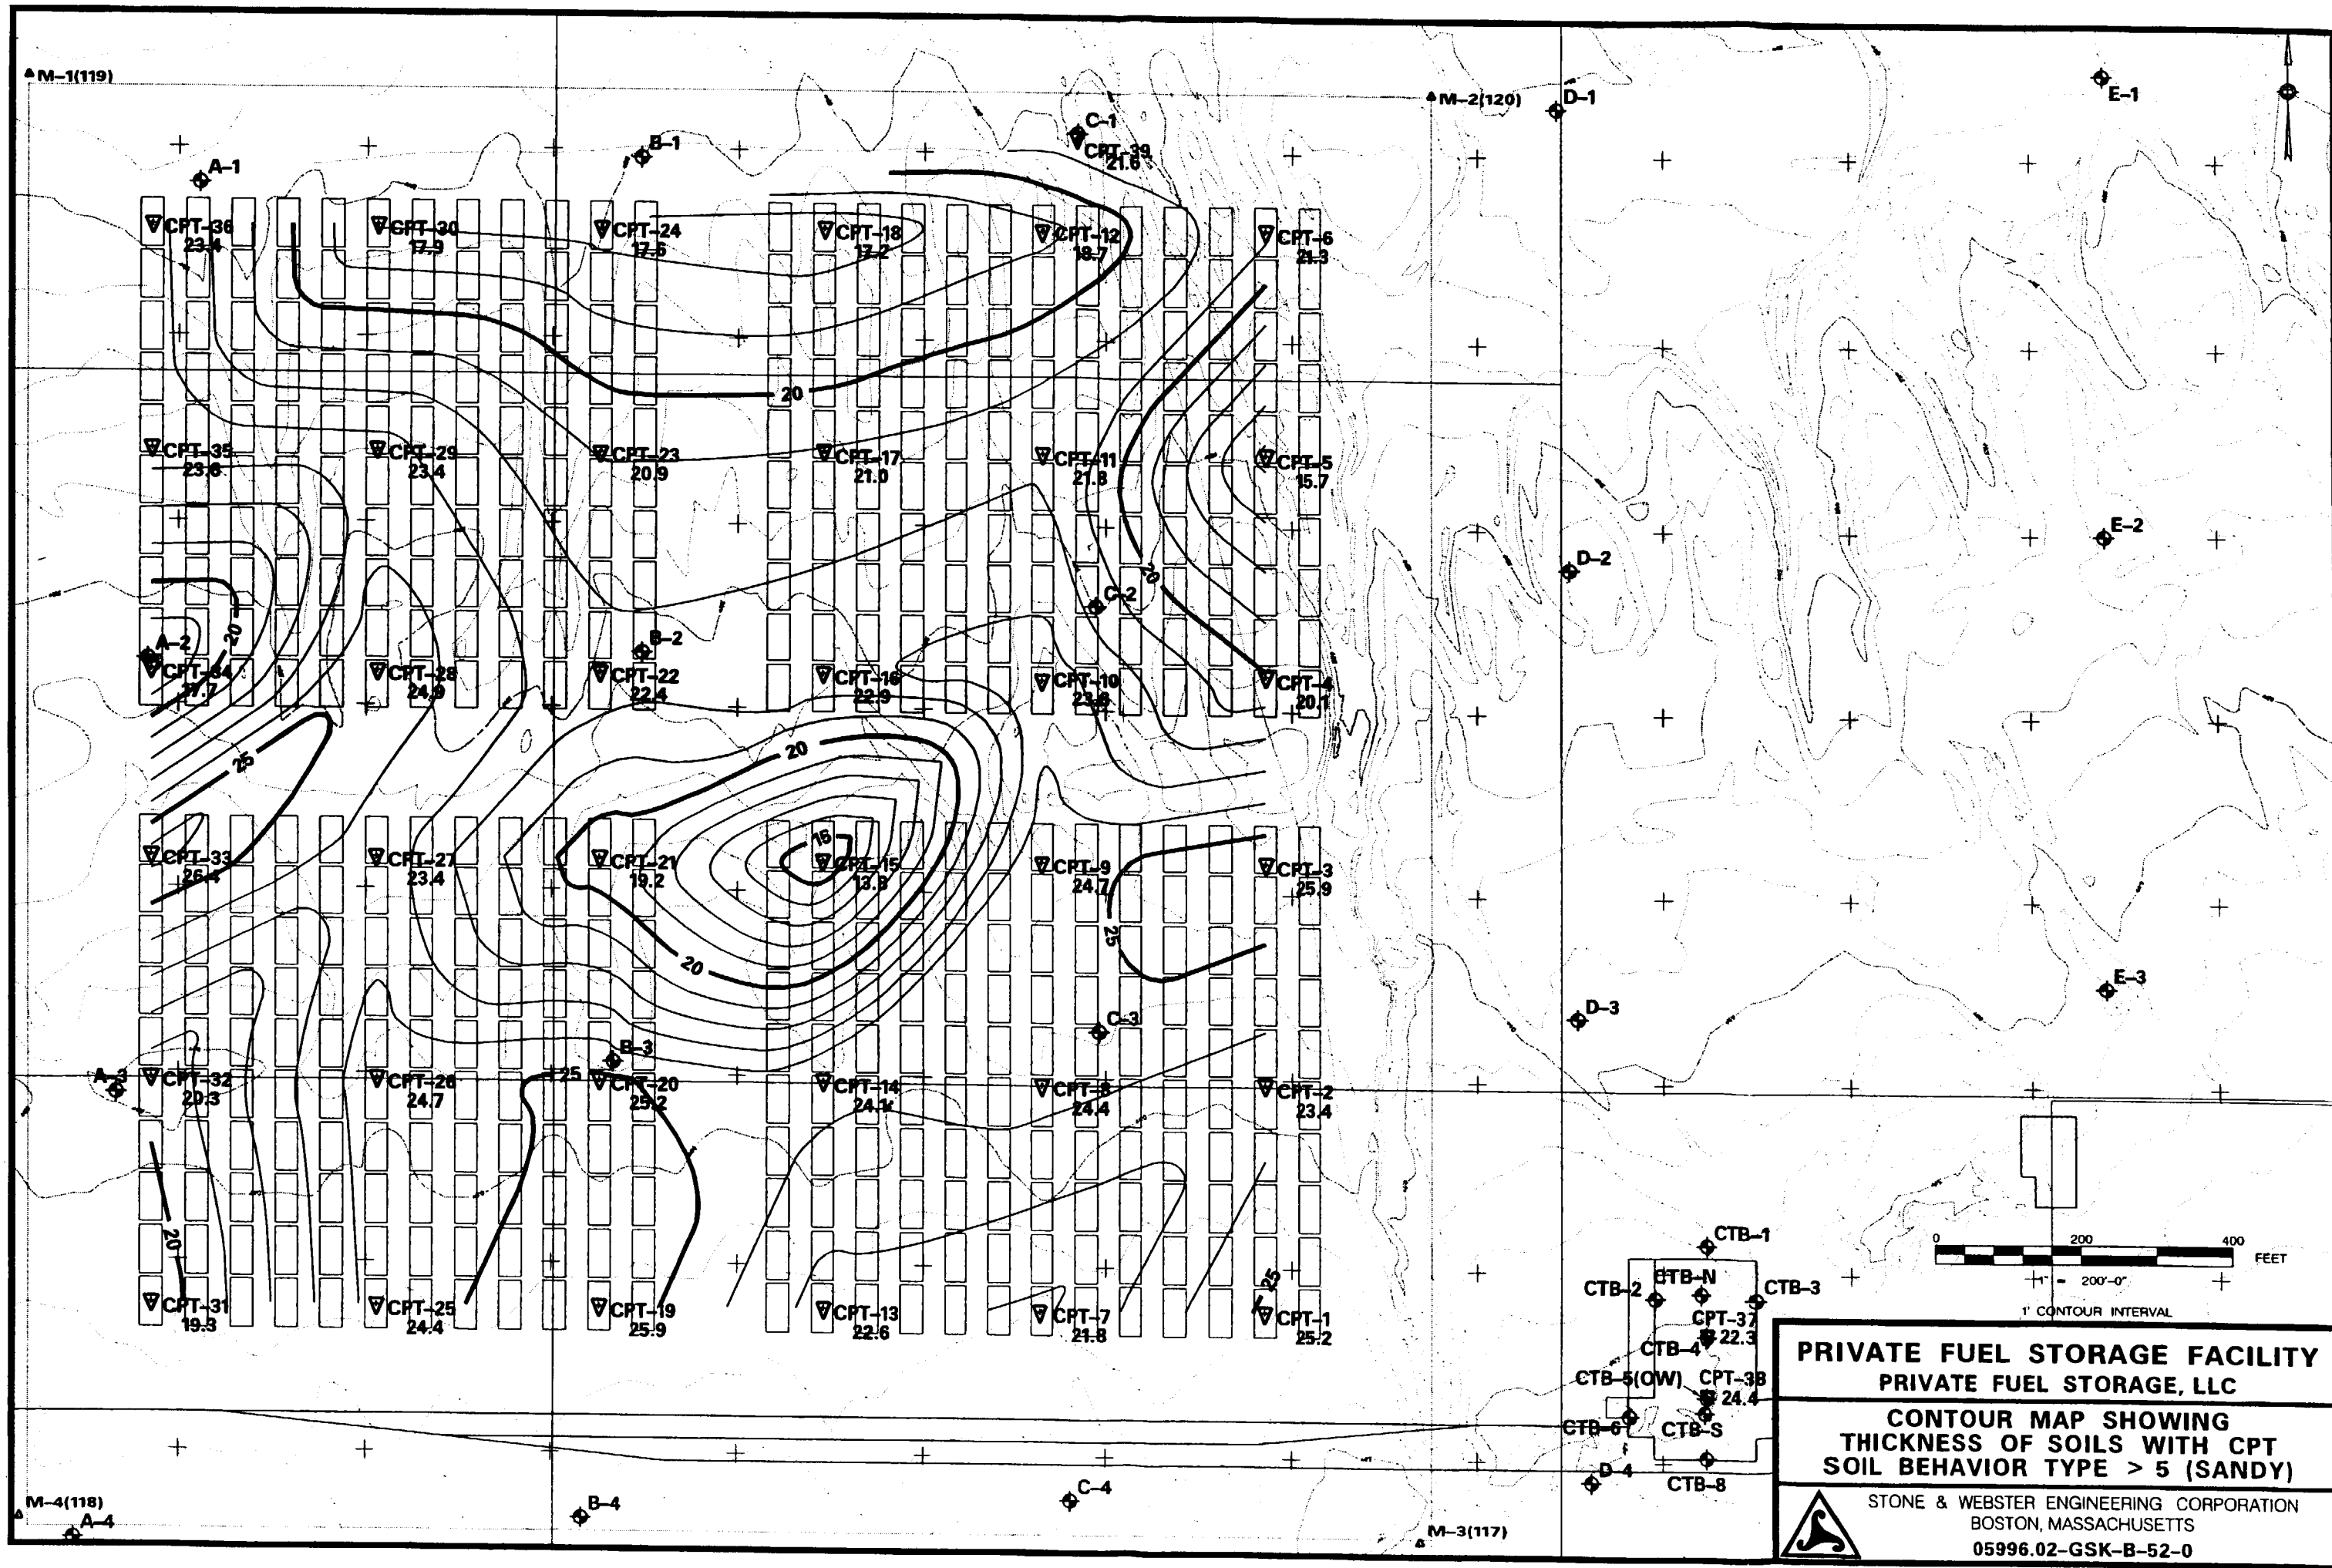 M-1(119)
M-2(120)
D-1
E-1
C-1
CPT-39
21.6
B-1
A-1
CPT-36
23.4
CPT-30
17.9
CPT-24
17.6
CPT-18
17.2
CPT-12
18.7
CPT-6
21.3
20
CPT-35
23.6
CPT-29
23.4
CPT-23
20.9
CPT-17
21.0
CPT-11
21.8
CPT-5
15.7
E-2
D-2
20
C-2
20
A-2
B-2
CPT-34
17.7
CPT-28
24.9
CPT-22
22.4
CPT-16
22.9
CPT-10
23.6
CPT-4
20.1
25
20
15
CPT-33
26.4
CPT-27
23.4
CPT-21
19.2
CPT-15
13.8
CPT-9
24.7
CPT-3
25.9
25
20
E-3
D-3
C-3
B-3
A-3
25
CPT-32
20.3
CPT-26
24.7
CPT-20
25.2
CPT-14
24.1
CPT-8
24.4
CPT-2
23.4
20
25
CPT-31
19.3
CPT-25
24.4
CPT-19
25.9
CPT-13
22.6
CPT-7
21.8
CPT-1
25.2
CTB-1
CTB-N
CTB-2
CTB-3
CPT-37
22.3
CTB-4
CTB-5(OW)
CPT-38
24.4
CTB-6
CTB-S
CTB-8
D-4
C-4
B-4
A-4
M-4(118)
M-3(117)
0 200 400
FEET
1" = 200'-0"
1' CONTOUR INTERVAL
PRIVATE FUEL STORAGE FACILITY
PRIVATE FUEL STORAGE, LLC
CONTOUR MAP SHOWING
THICKNESS OF SOILS WITH CPT
SOIL BEHAVIOR TYPE > 5 (SANDY)
STONE & WEBSTER ENGINEERING CORPORATION
BOSTON, MASSACHUSETTS
05996.02-GSK-B-52-0